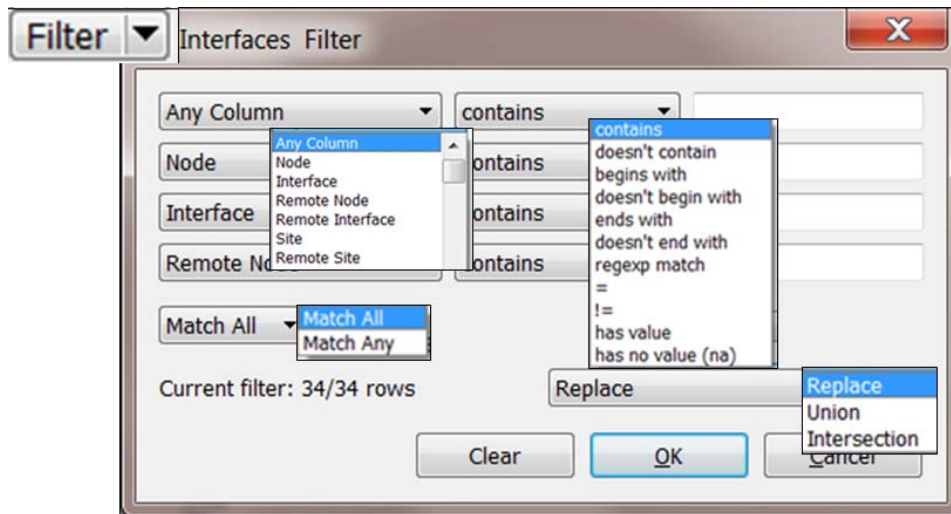 Filter
Interfaces Filter
Any Column contains
Any Column
Node
Interface
Remote Node
Remote Interface
Site
Remote Site
contains
doesn't contain
begins with
doesn't begin with
ends with
doesn't end with
regexp match
=
!=
has value
has no value (na)
Node
Interface
Remote
contains
Match All
Match All
Match Any
Current filter: 34/34 rows
Replace
Replace
Union
Intersection
Clear
OK
Cancel